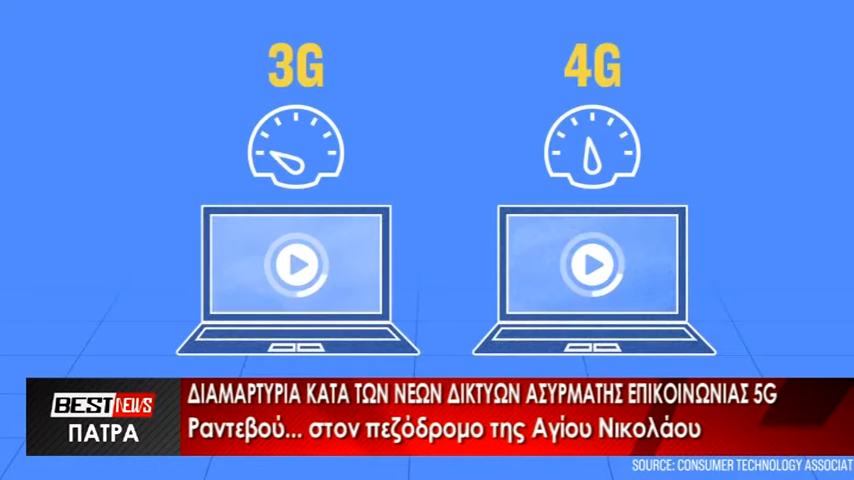 3G
4G
BEST NEWS
ΠΑΤΡΑ
ΔΙΑΜΑΡΤΥΡΙΑ ΚΑΤΑ ΤΩΝ ΝΕΩΝ ΔΙΚΤΥΩΝ ΑΣΥΡΜΑΤΗΣ ΕΠΙΚΟΙΝΩΝΙΑΣ 5G
Ραντεβού... στον πεζόδρομο της Αγίου Νικολάου
SOURCE: CONSUMER TECHNOLOGY ASSOCIAT